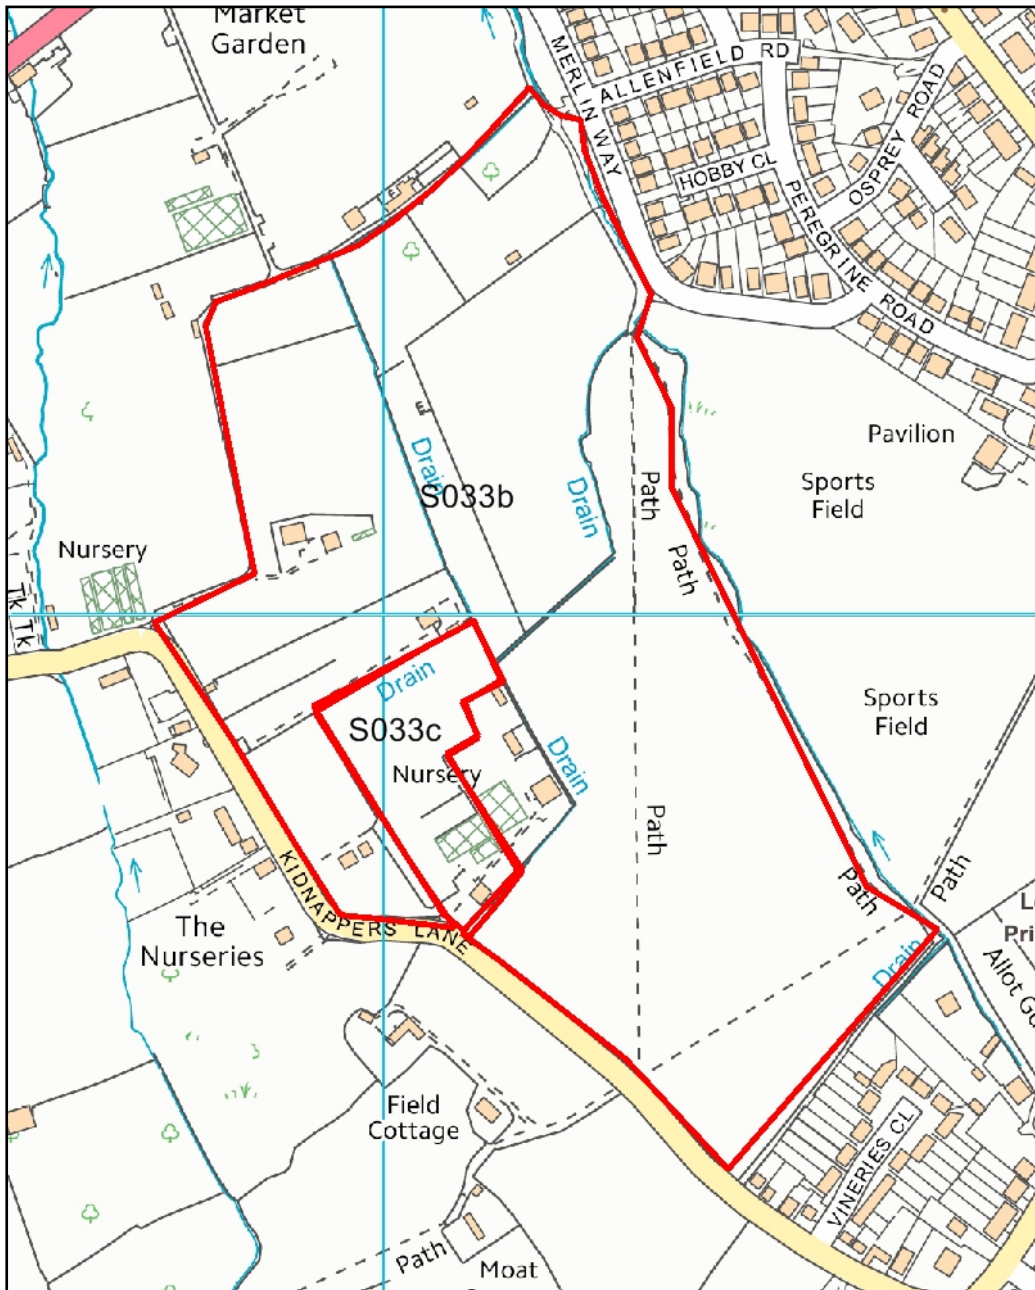 Market
Garden
MERLIN WAY
ALLENFIELD RD
OSPREY ROAD
HOBBY CL
PEREGRINE ROAD
Pavilion
Sports
Field
Drain
S033b
Drain
Path
Path
Nursery
Tk
Tk
Drain
S033c
Nursery
Drain
Sports
Field
Path
Path
Path
KIDNAPPERS LANE
The
Nurseries
Drain
Allot
Field
Cottage
VINERIES CL
Path
Moat